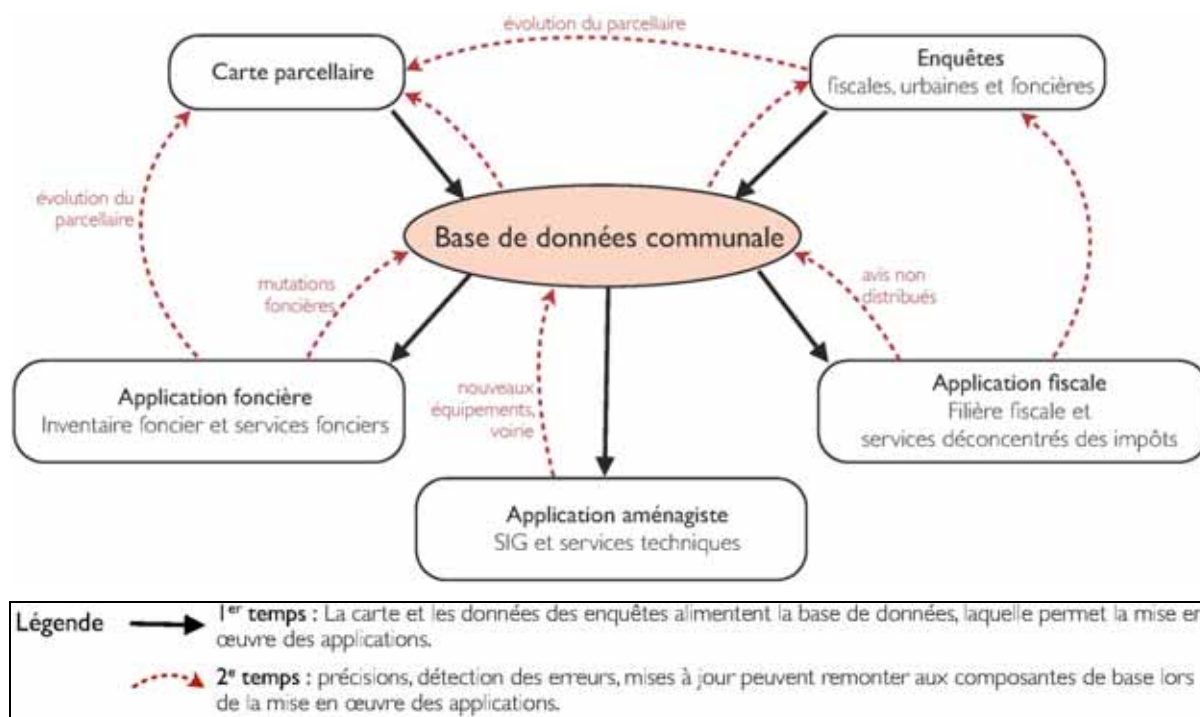 évolution du parcellaire
Carte parcellaire
Enquêtes
fiscales, urbaines et foncières
évolution du
parcellaire
Base de données communale
mutations
foncières
avis non
distribués
Application foncière
Inventaire foncier et services fonciers
nouveaux
équipements,
voirie
Application fiscale
Filière fiscale et
services déconcentrés des impôts
Application aménagiste
SIG et services techniques
Légende
1er temps : La carte et les données des enquêtes alimentent la base de données, laquelle permet la mise en
œuvre des applications.
2e temps : précisions, détection des erreurs, mises à jour peuvent remonter aux composantes de base lors
de la mise en œuvre des applications.